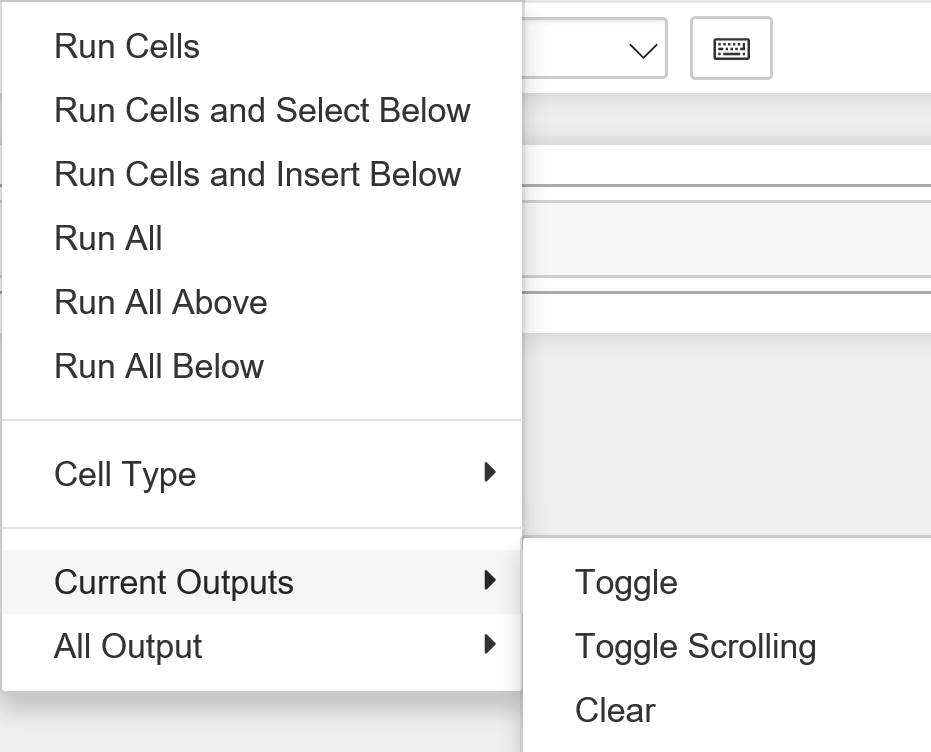 Run Cells
Run Cells and Select Below
Run Cells and Insert Below
Run All
Run All Above
Run All Below
Cell Type
Current Outputs
All Output
Toggle
Toggle Scrolling
Clear